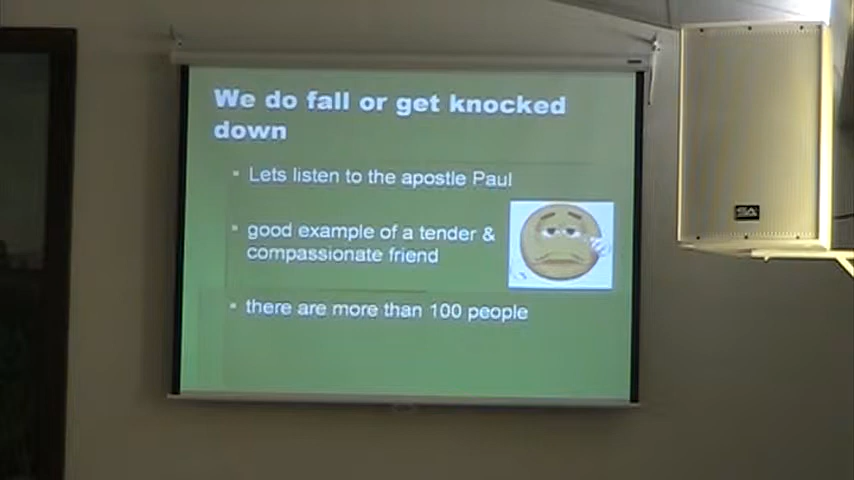 We do fall or get knocked
down
Lets listen to the apostle Paul
good example of a tender &
compassionate friend
there are more than 100 people
SA